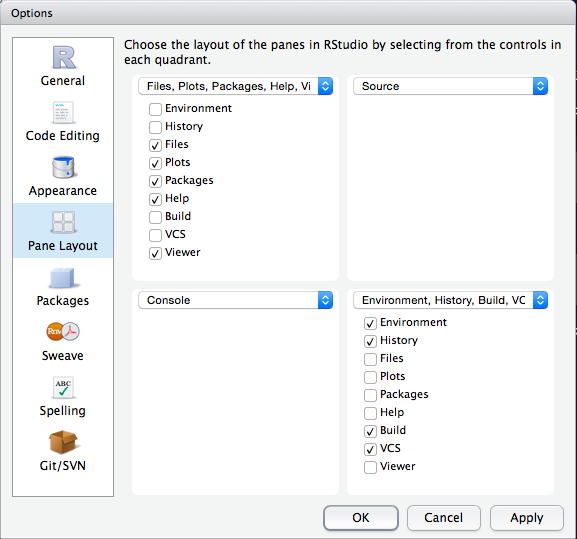 Options
Choose the layout of the panes in RStudio by selecting from the controls in
each quadrant.
R
General
Code Editing
Appearance
Pane Layout
Packages
Rnw
Sweave
ABC
Spelling
Git/SVN
Files, Plots, Packages, Help, Vi
Environment
History
Files
Plots
Packages
Help
Build
VCS
Viewer
Source
Console
Environment, History, Build, VC
Environment
History
Files
Plots
Packages
Help
Build
VCS
Viewer
OK
Cancel
Apply